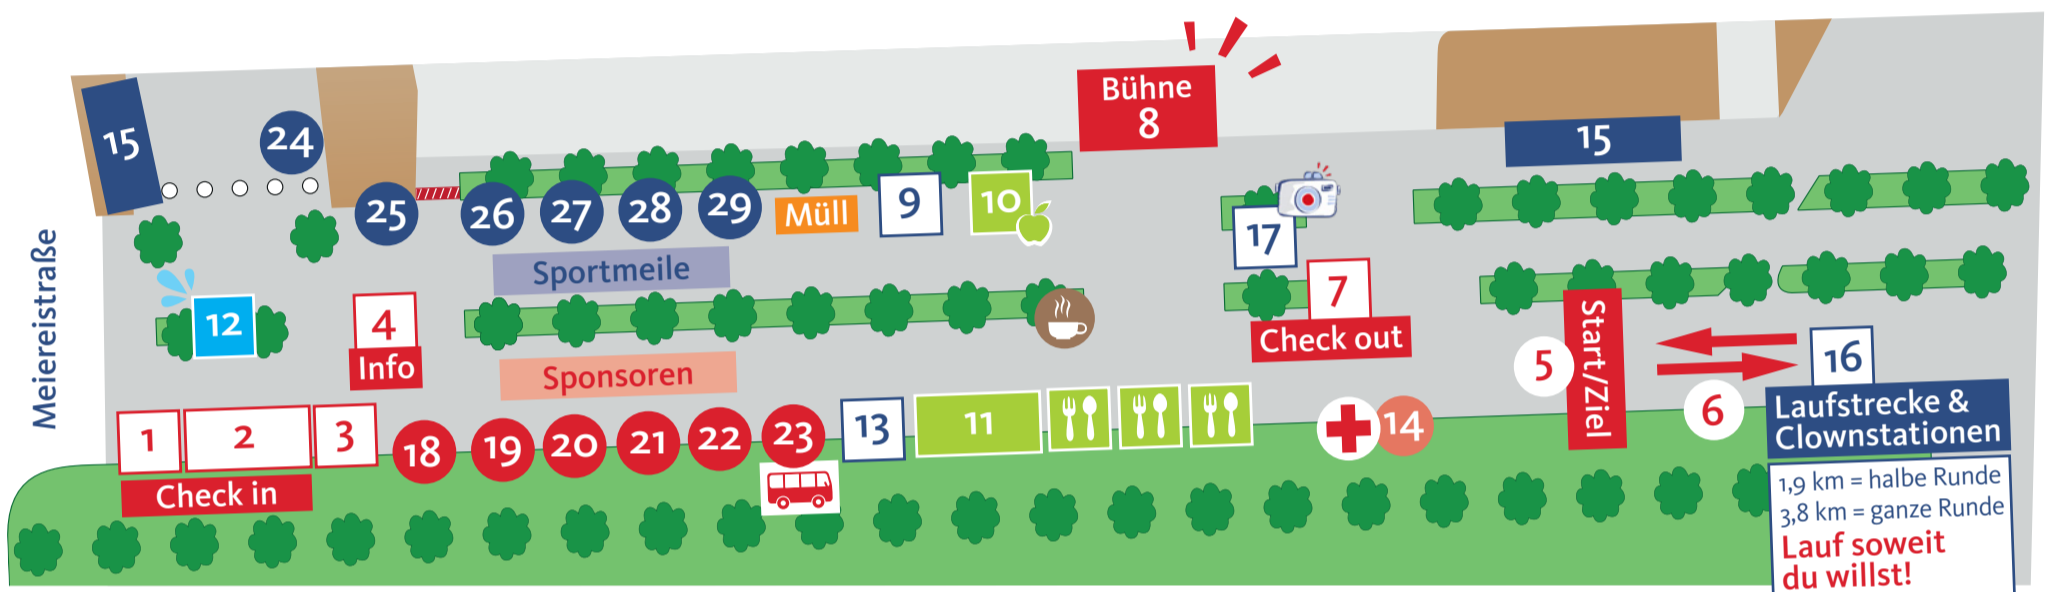 Bühne
8
15
24
15
25
26
27
28
29
Müll
9
10
17
Meiereistraße
Sportmeile
12
4
Info
7
Check out
Start/Ziel
5
16
6
Sponsoren
1
2
3
Check in
18
19
20
21
22
23
13
11
14
Laufstrecke &
Clownstationen
1,9 km = halbe Runde
3,8 km = ganze Runde
Lauf soweit
du willst!